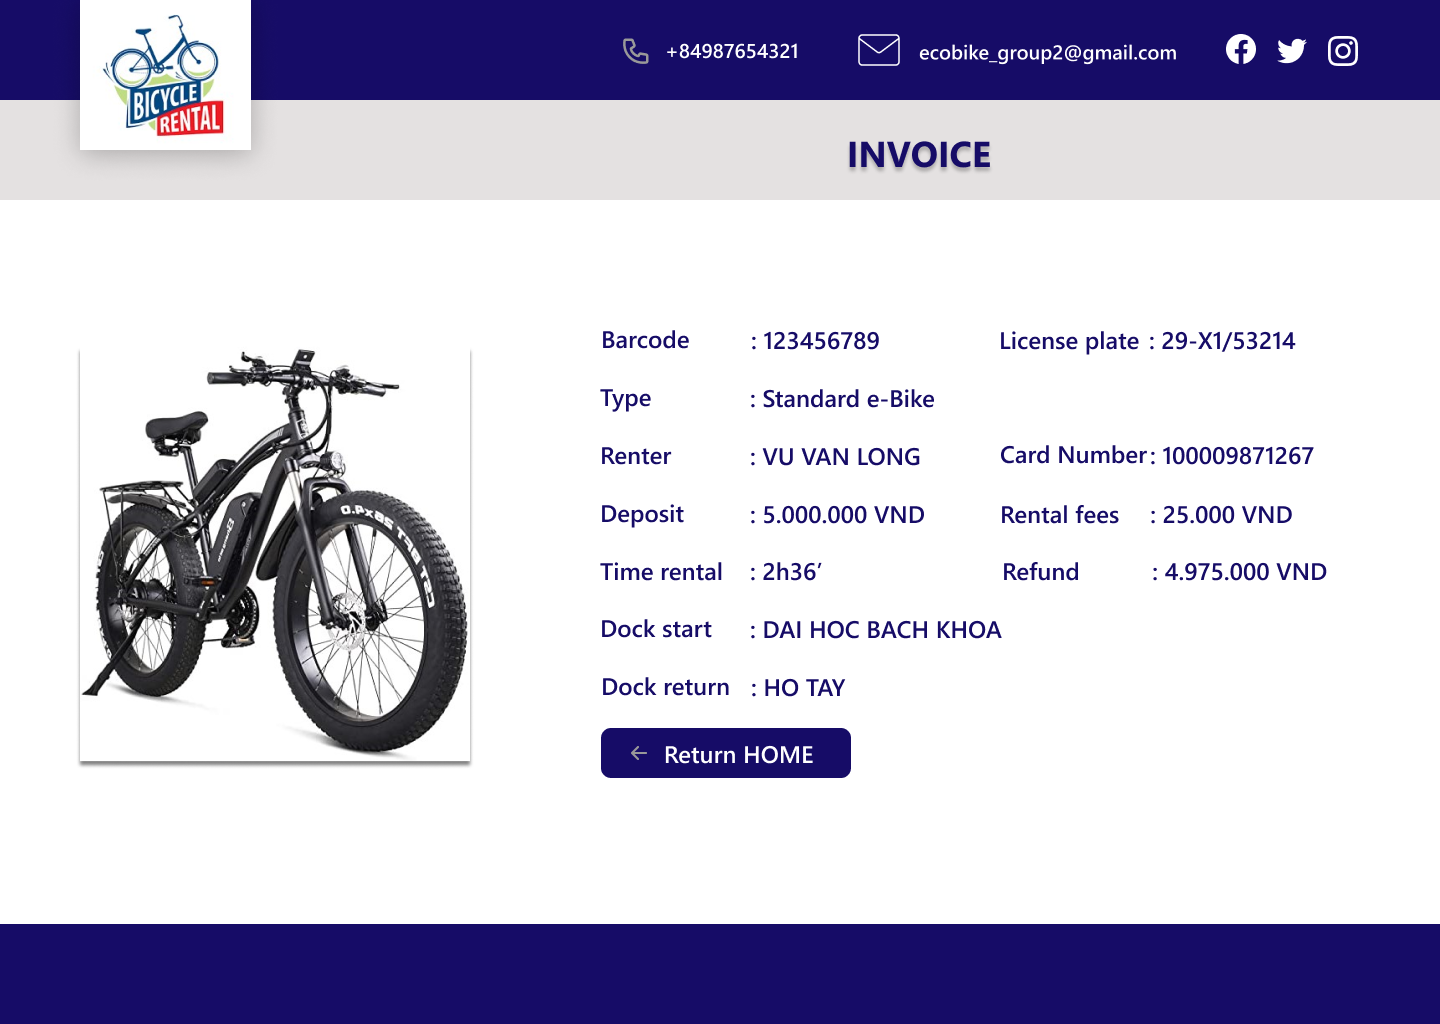 BICYCLE
RENTAL
+84987654321
ecobike_group2@gmail.com
INVOICE
Barcode : 123456789 License plate : 29-X1/53214
Type : Standard e-Bike
Renter : VU VAN LONG Card Number : 100009871267
Deposit : 5.000.000 VND Rental fees : 25.000 VND
Time rental : 2h36’ Refund : 4.975.000 VND
Dock start : DAI HOC BACH KHOA
Dock return : HO TAY
Return HOME